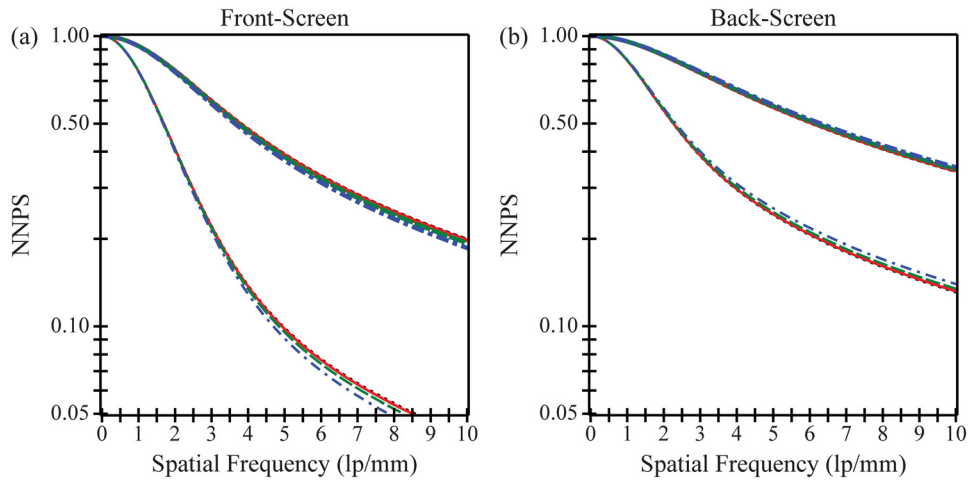 Front-Screen
Back-Screen
(a)
(b)
1.00
0.50
0.10
0.05
NNPS
0 1 2 3 4 5 6 7 8 9 10
Spatial Frequency (lp/mm)
1.00
0.50
0.10
0.05
NNPS
0 1 2 3 4 5 6 7 8 9 10
Spatial Frequency (lp/mm)